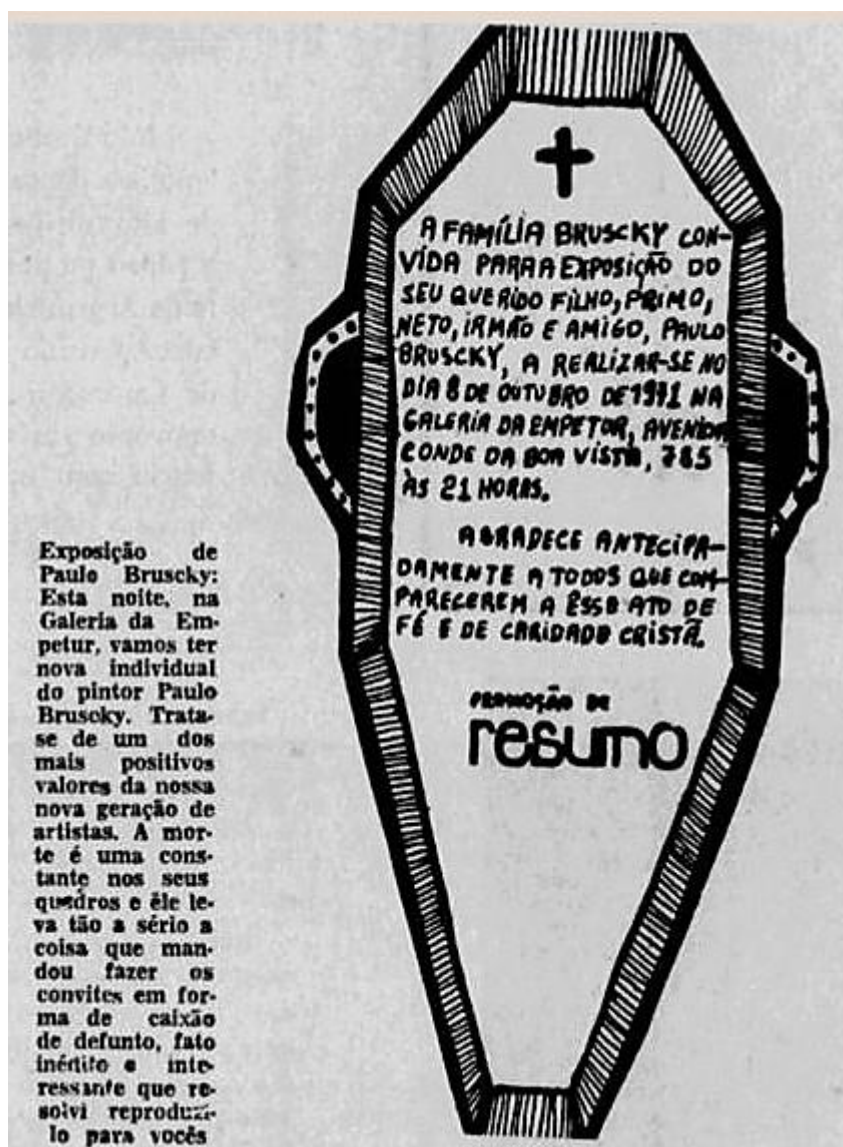 A FAMÍLIA BRUSCKY CON-
VIDA PARA A EXPOSIÇÃO DO
SEU QUERIDO FILHO, PRIMO,
NETO, IRMÃO E AMIGO, PAULO
BRUSCKY, A REALIZAR-SE NO
DIA 8 DE OUTUBRO DE 1971 NA
GALERIA DA EMPETUR, AVENIDA
CONDE DA BOA VISTA, 785
ÀS 21 HORAS.
AGRADECE ANTECIPA-
DAMENTE A TODOS QUE COM-
PARECEREM A ESSE ATO DE
FÉ E DE CARIDADE CRISTÃ.
PROMOÇÃO DE
resumo
Exposição de
Paulo Bruscky:
Esta noite, na
Galeria da Em-
petur, vamos ter
nova individual
do pintor Paulo
Bruscky. Trata-
se de um dos
mais positivos
valores da nossa
nova geração de
artistas. A mor-
te é uma cons-
tante nos seus
quadros e êle le-
va tão a sério a
coisa que man-
dou fazer os
convites em for-
ma de caixão
de defunto, fato
inédito e inte-
ressante que re-
solvi reproduzi-
lo para vocês